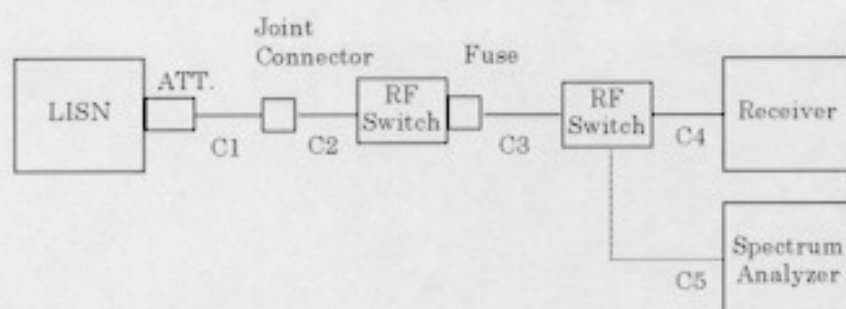 Joint
Connector
Fuse
ATT.
LISN
RF
Switch
RF
Switch
Receiver
C1
C2
C3
C4
Spectrum
Analyzer
C5